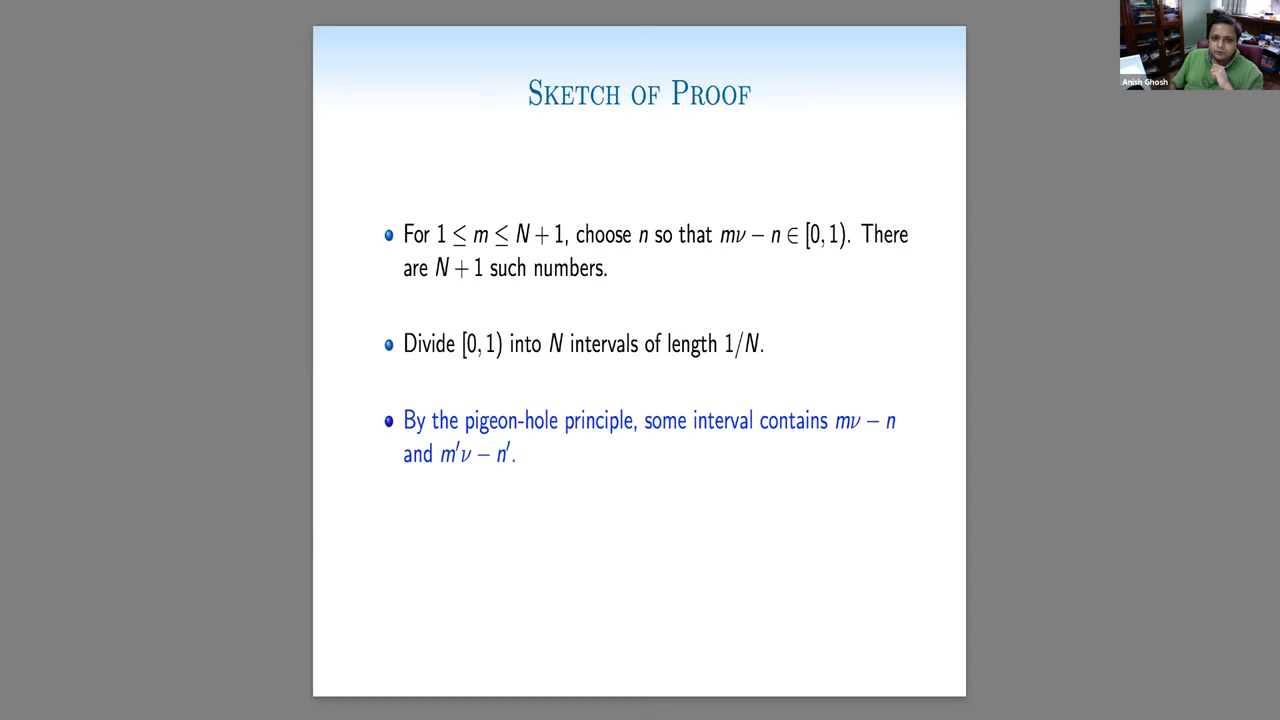 SKETCH OF PROOF
For 1 ≤ m ≤ N + 1, choose n so that mν − n ∈ [0, 1). There
are N + 1 such numbers.
Divide [0, 1) into N intervals of length 1/N.
By the pigeon-hole principle, some interval contains mν − n
and m′ν − n′.
Anish Ghosh